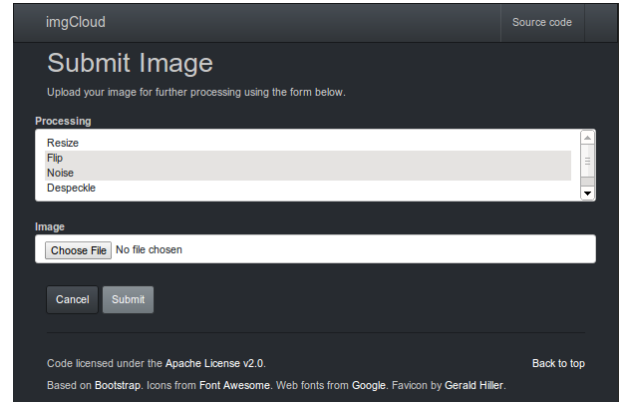 imgCloud
Source code
Submit Image
Upload your image for further processing using the form below.
Processing
Resize
Flip
Noise
Despeckle
Image
Choose File No file chosen
Cancel Submit
Code licensed under the Apache License v2.0. Back to top
Based on Bootstrap. Icons from Font Awesome. Web fonts from Google. Favicon by Gerald Hiller.